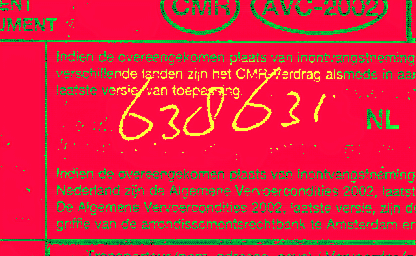 ENT
CMR AVC-2002
UMENT
Indien de overeengekomen plaats van inontvangstneming
verschillende landen zijn het CMR-verdrag alsmede in aan
laatste versie, van toepassing.
638631
NL
Indien de overeengekomen plaats van inontvangstneming
Nederland zijn de Algemene Vervoercondities 2002, laatst
De Algemene Vervoercondities 2002, laatste versie, zijn de
griffie van de arrondissementsrechtbank te Amsterdam en